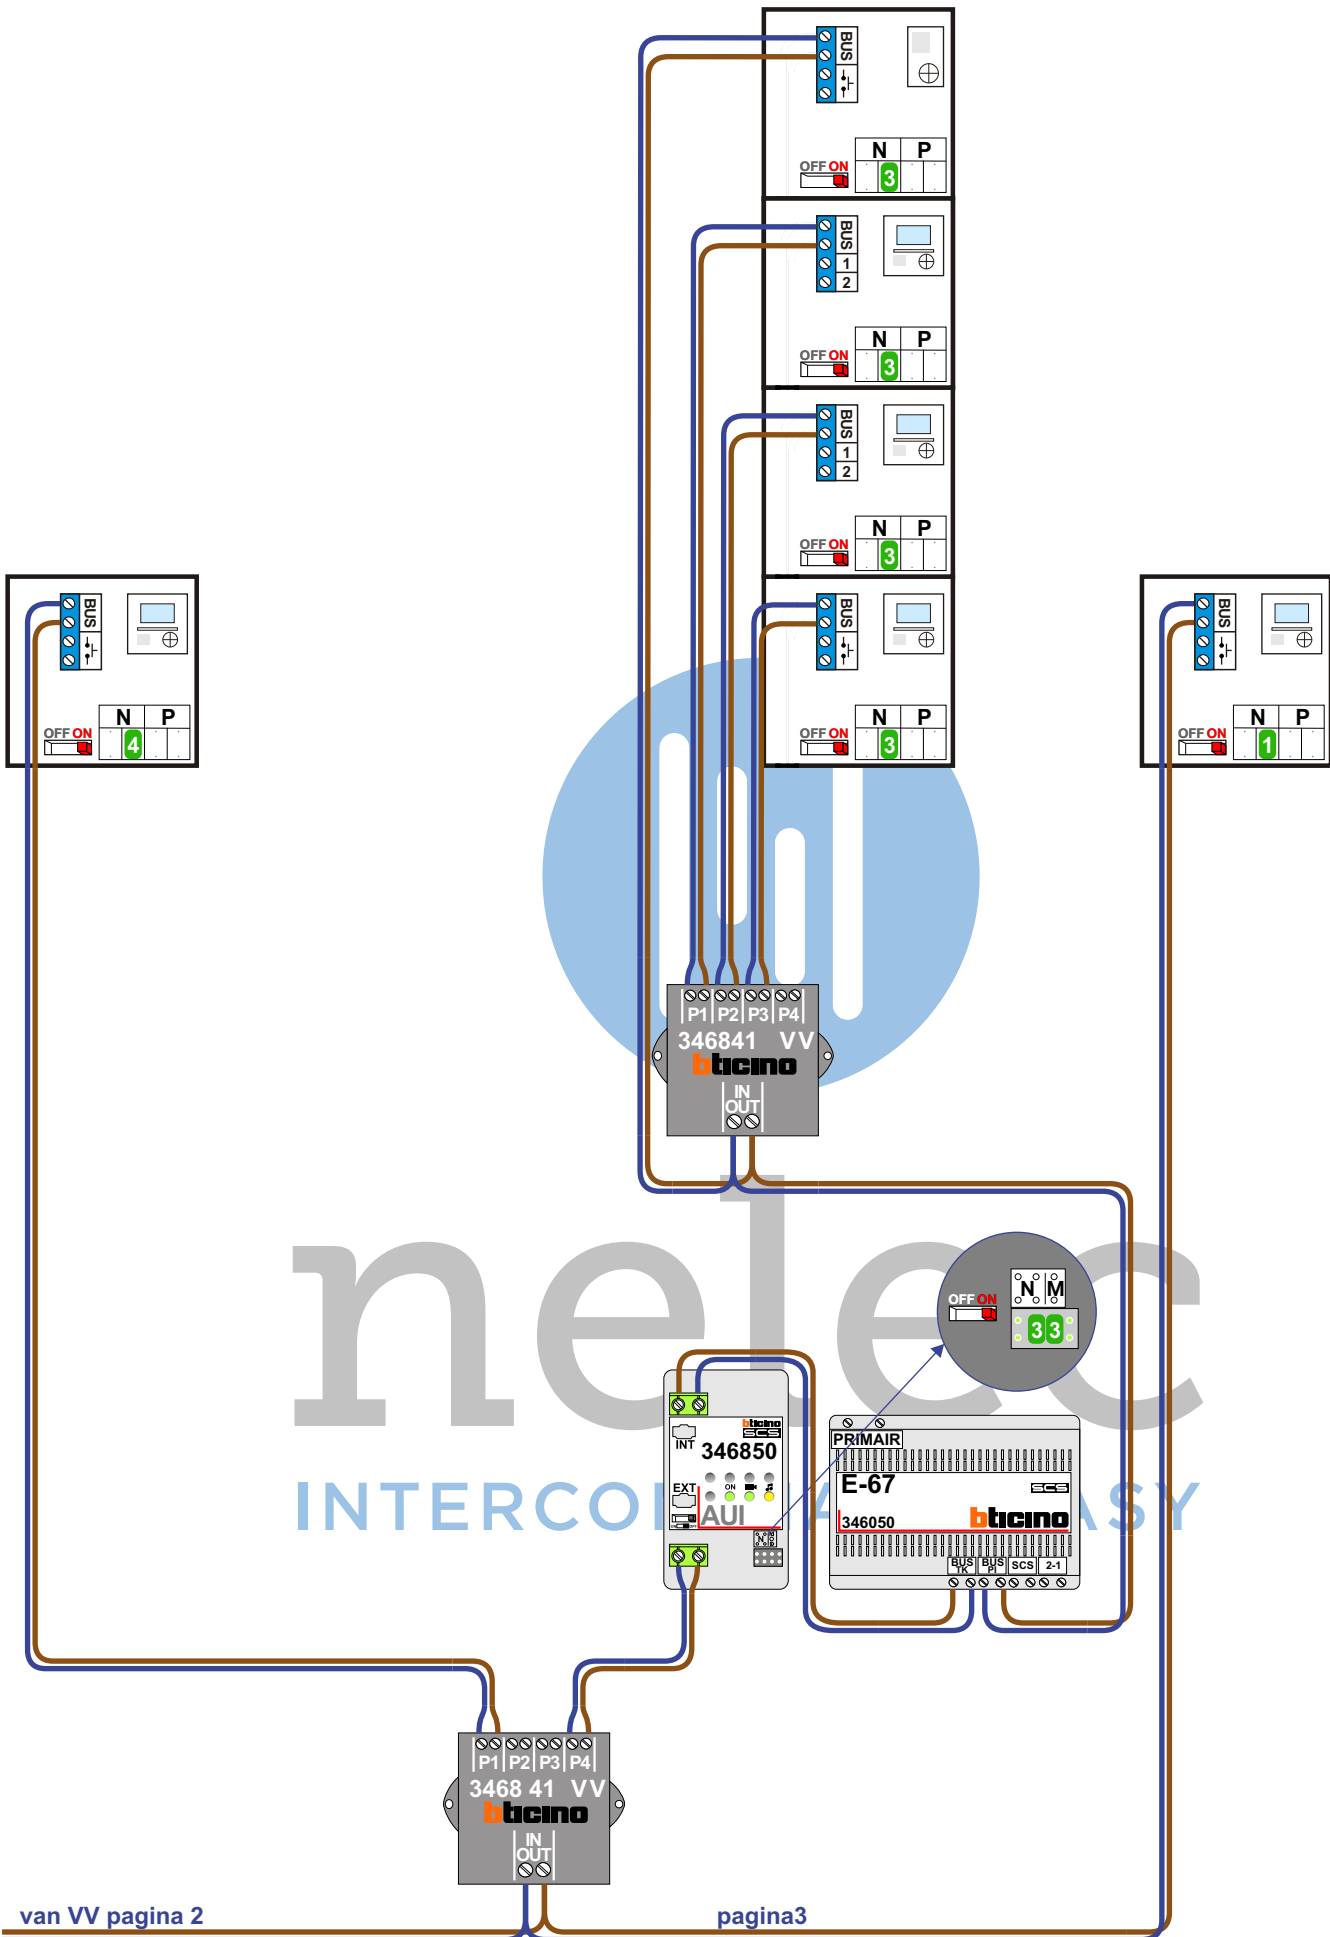 BUS
N P
OFF ON
3
BUS
1
2
N P
OFF ON
3
BUS
1
2
N P
OFF ON
3
BUS
N P
OFF ON
4
BUS
N P
OFF ON
3
BUS
N P
OFF ON
1
P1 P2 P3 P4
346841 VV
bticino
IN
OUT
nelec
N M
OFF ON
33
bticino
SCS
INT
346850
EXT
ON
AUI
N
PRIMAIR
E-67
SCS
346050
bticino
BUS TK BUS PI SCS 2-1
P1 P2 P3 P4
3468 41 VV
bticino
IN
OUT
van VV pagina 2
pagina3